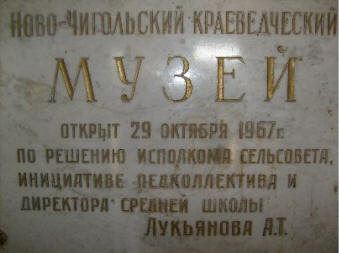 НОВО-ЧИГОЛЬСКИЙ КРАЕВЕДЧЕСКИЙ
МУЗЕЙ
ОТКРЫТ 29 ОКТЯБРЯ 1967г.
ПО РЕШЕНИЮ ИСПОЛКОМА СЕЛЬСОВЕТА,
ИНИЦИАТИВЕ ПЕДКОЛЛЕКТИВА И
ДИРЕКТОРА СРЕДНЕЙ ШКОЛЫ
ЛУКЬЯНОВА А.Т.